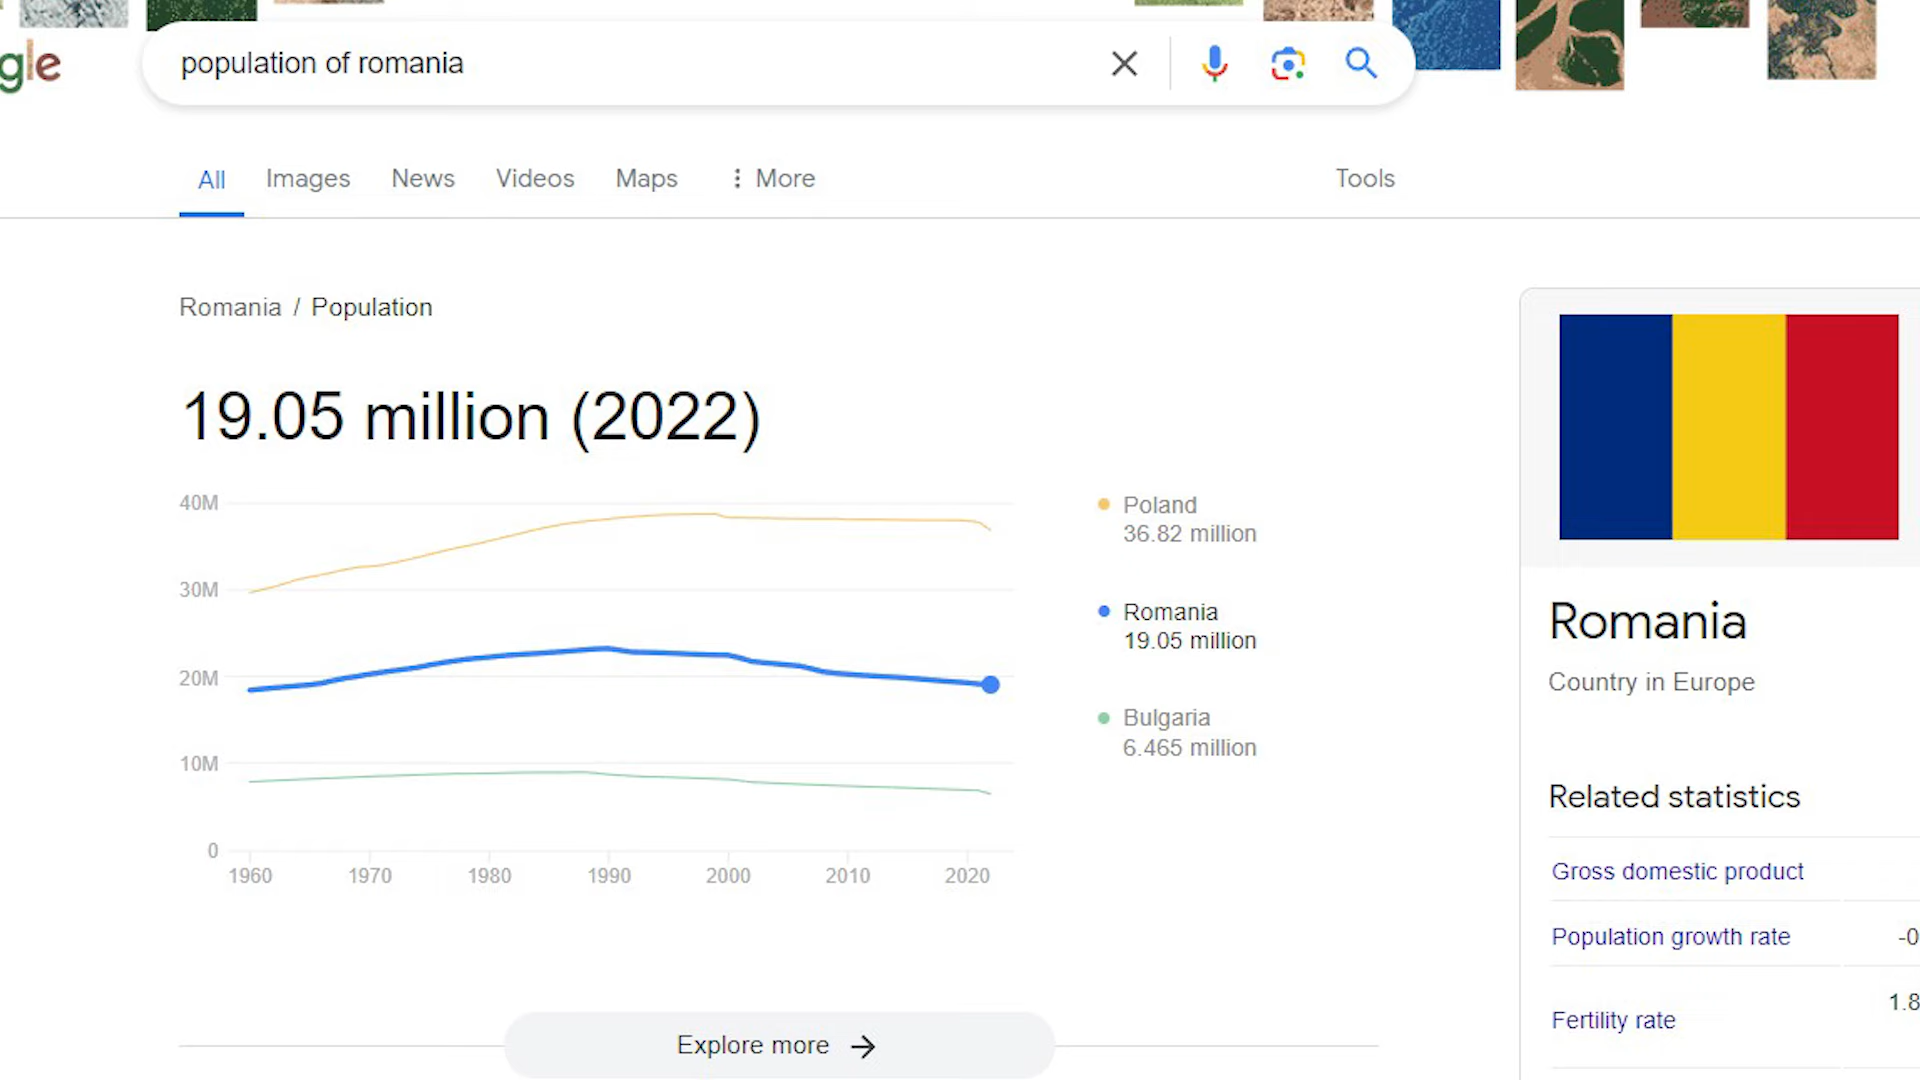 gle
population of romania
All Images News Videos Maps More
Tools
Romania / Population
19.05 million (2022)
40M
30M
20M
10M
0
1960 1970 1980 1990 2000 2010 2020
Poland
36.82 million
Romania
19.05 million
Bulgaria
6.465 million
Explore more
Romania
Country in Europe
Related statistics
Gross domestic product
Population growth rate -0
Fertility rate 1.8